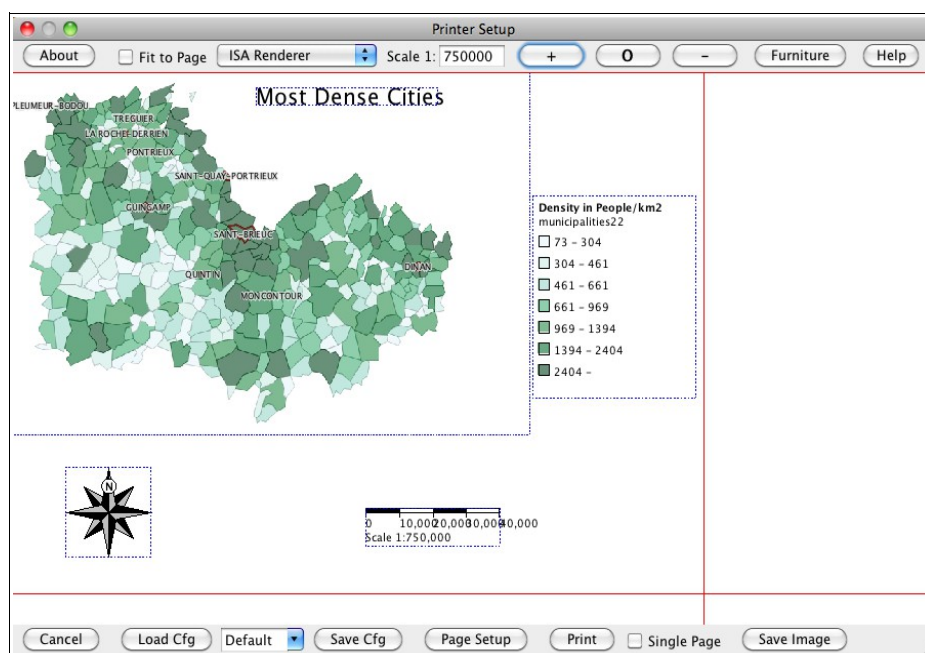 Printer Setup
About Fit to Page ISA Renderer Scale 1: 750000 + O - Furniture Help
Most Dense Cities
PLEUMEUR-BODOU
TREGUIER
LA ROCHE-DERRIEN
PONTRIEUX
SAINT-QUAY-PORTRIEUX
GUINGAMP
SAINT-BRIEUC
QUINTIN
DINAN
MONCONTOUR
Density in People/km2
municipalities22
73 - 304
304 - 461
461 - 661
661 - 969
969 - 1394
1394 - 2404
2404 -
N
0 10,000 20,000 30,000 40,000
Scale 1:750,000
Cancel Load Cfg Default Save Cfg Page Setup Print Single Page Save Image